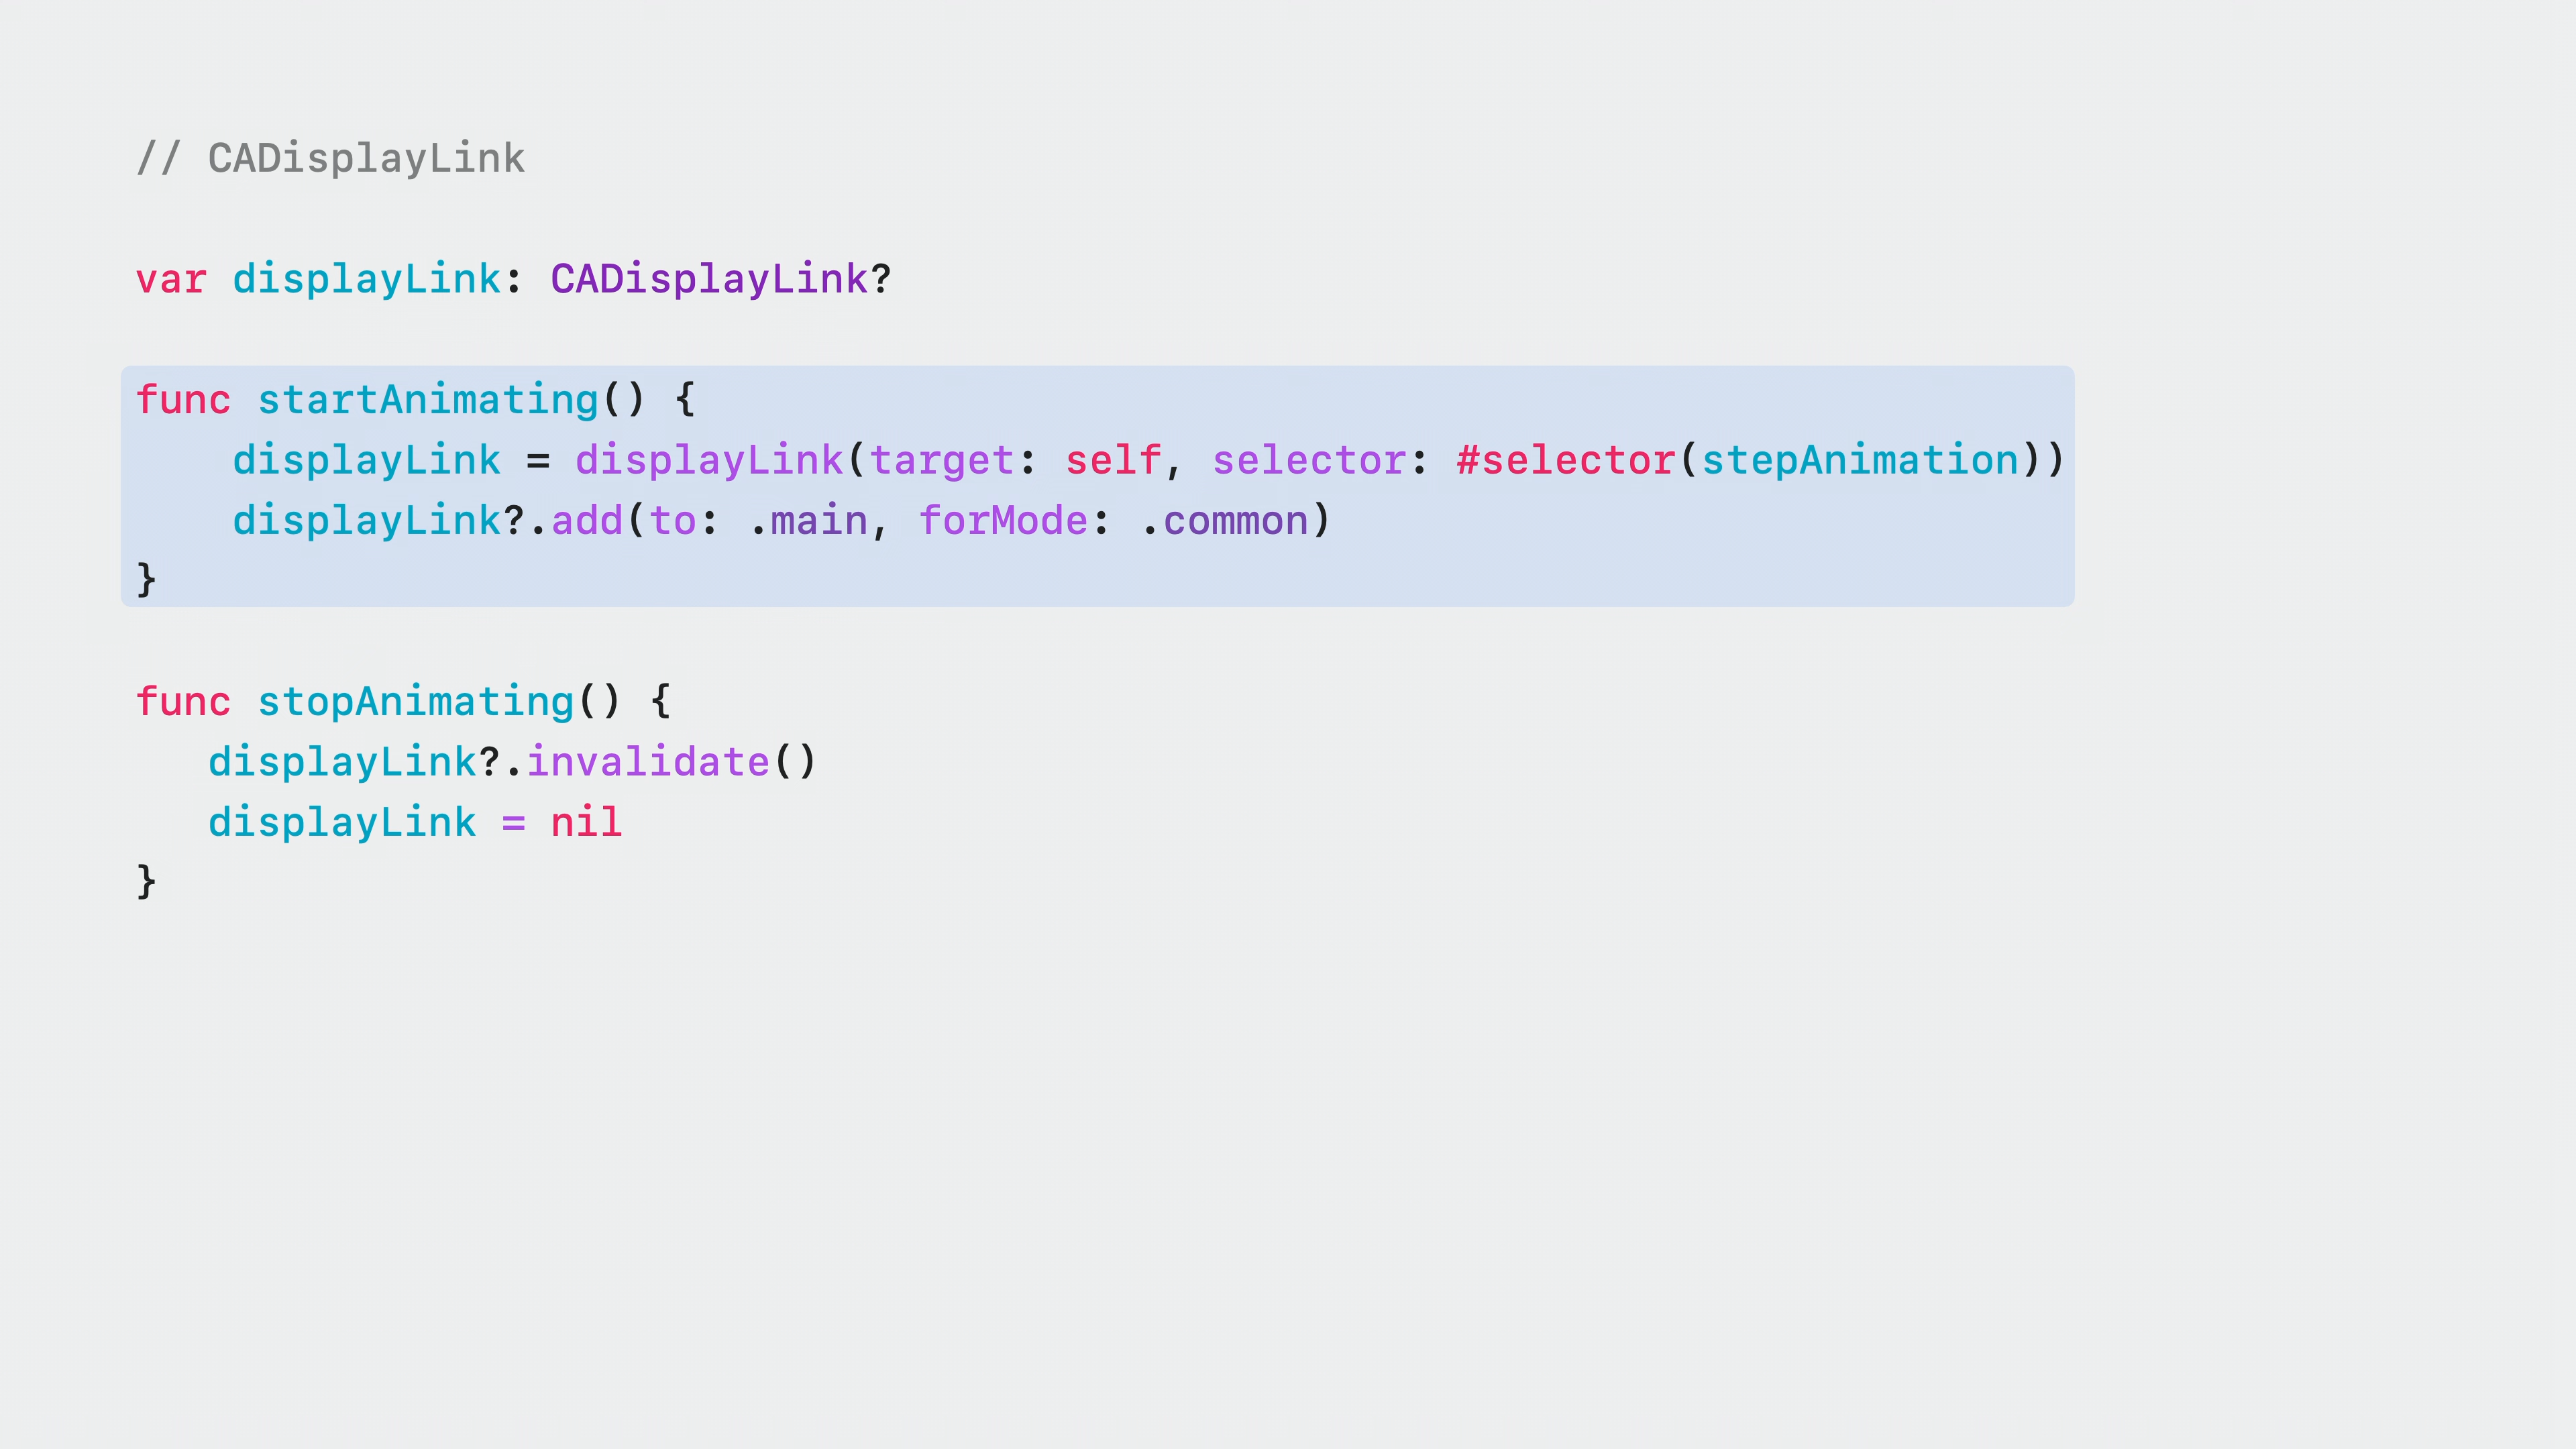 // CADisplayLink
var displayLink: CADisplayLink?
func startAnimating() {
    displayLink = displayLink(target: self, selector: #selector(stepAnimation))
    displayLink?.add(to: .main, forMode: .common)
}
func stopAnimating() {
   displayLink?.invalidate()
   displayLink = nil
}